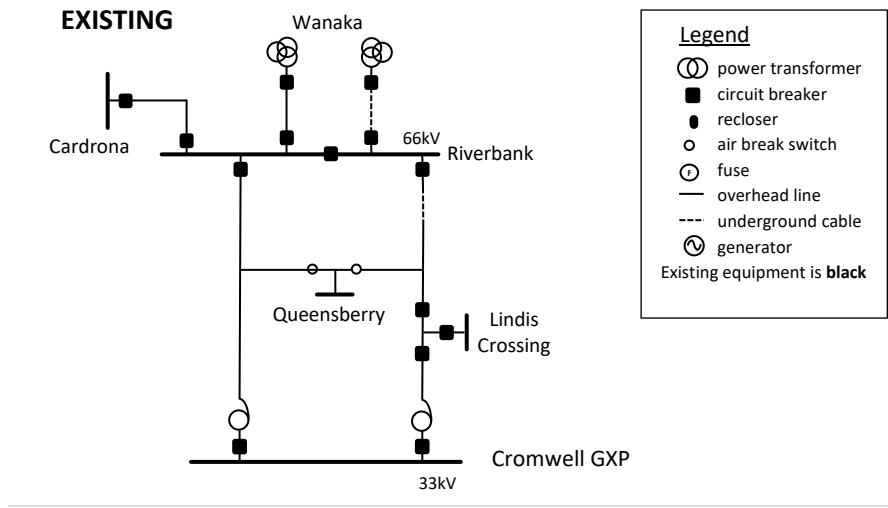 EXISTING
Wanaka
Cardrona
66kV
Riverbank
Queensberry
Lindis
Crossing
Cromwell GXP
33kV
Legend
power transformer
circuit breaker
recloser
air break switch
F
fuse
overhead line
underground cable
generator
Existing equipment is black